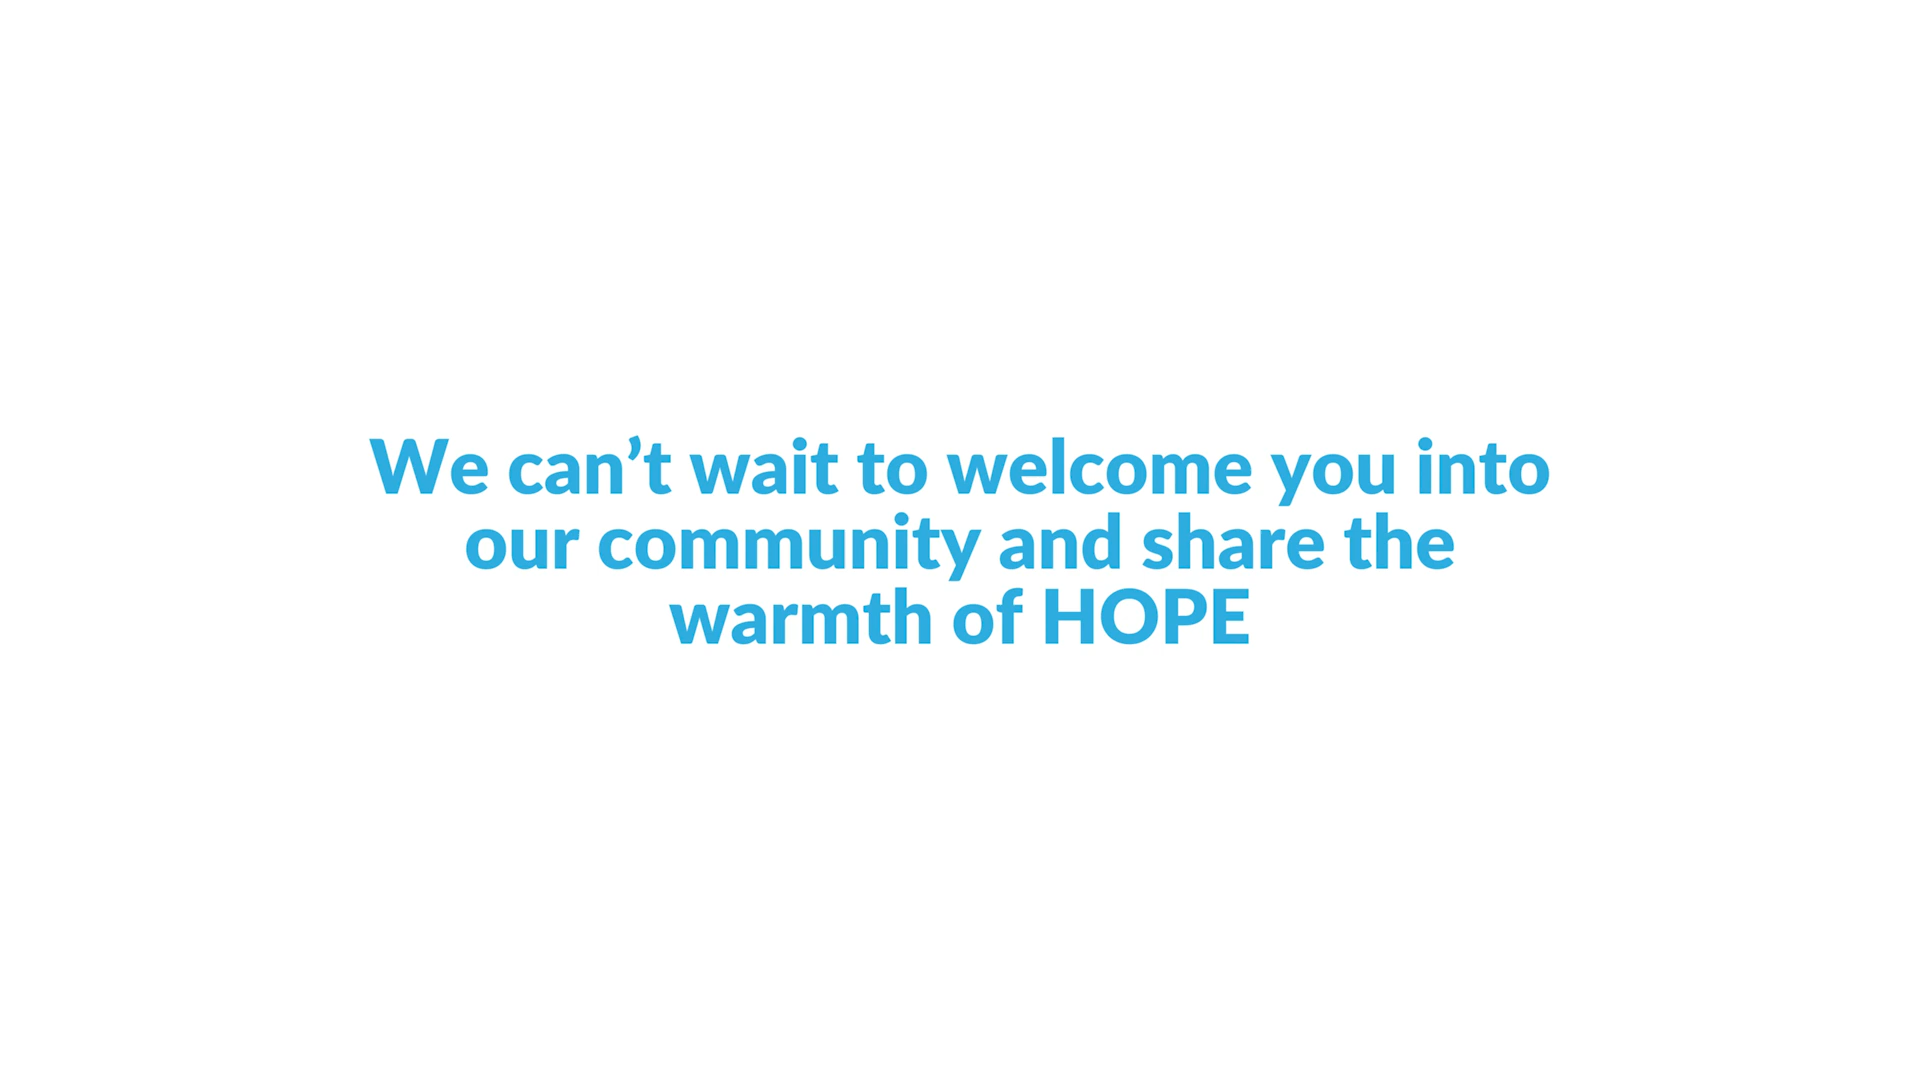 We can’t wait to welcome you into
our community and share the
warmth of HOPE